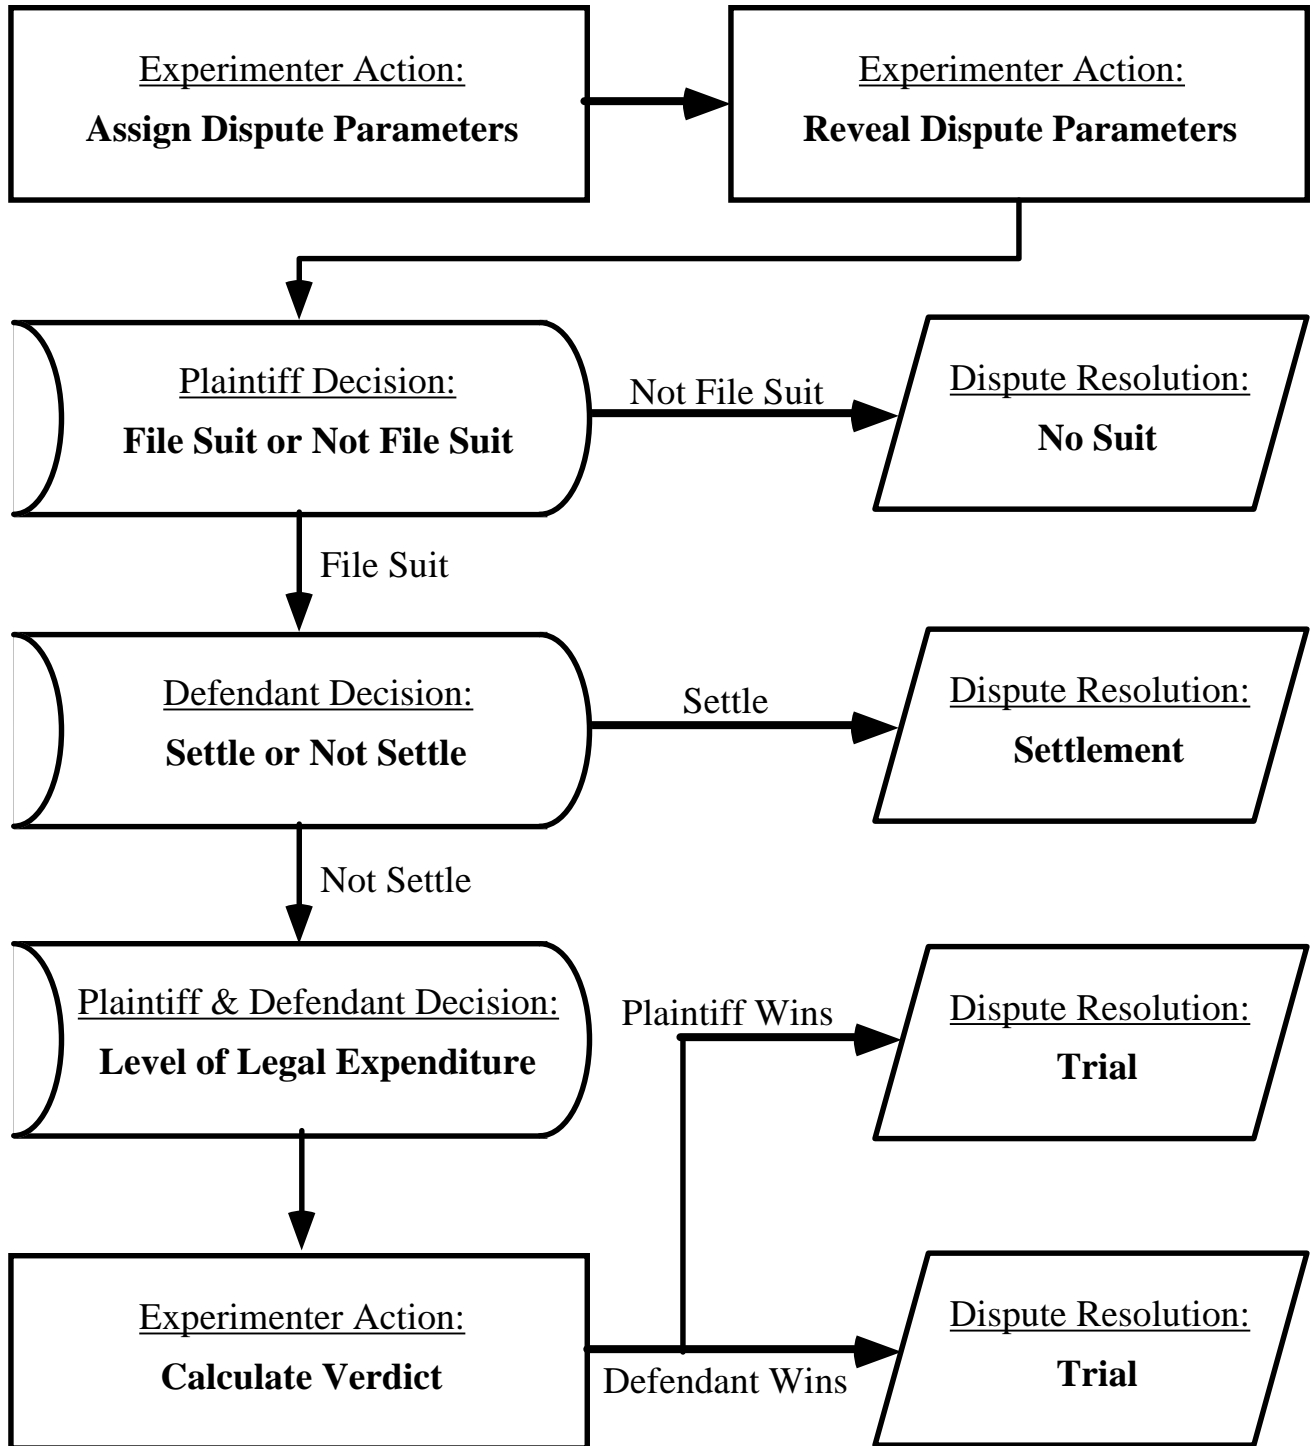 Experimenter Action:
Assign Dispute Parameters
Experimenter Action:
Reveal Dispute Parameters
Plaintiff Decision:
File Suit or Not File Suit
Not File Suit
Dispute Resolution:
No Suit
File Suit
Defendant Decision:
Settle or Not Settle
Settle
Dispute Resolution:
Settlement
Not Settle
Plaintiff & Defendant Decision:
Level of Legal Expenditure
Plaintiff Wins
Dispute Resolution:
Trial
Experimenter Action:
Calculate Verdict
Defendant Wins
Dispute Resolution:
Trial